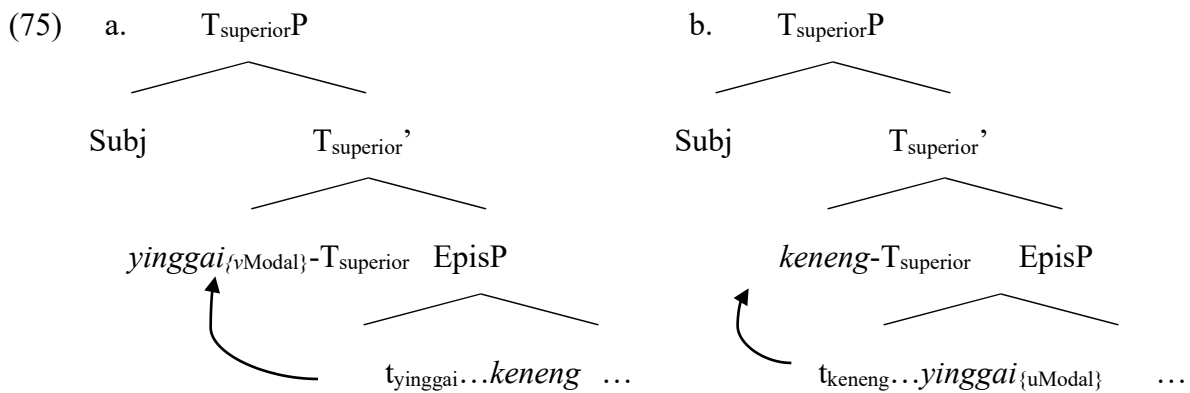 (75) a. TsuperiorP b. TsuperiorP
Subj Tsuperior’ Subj Tsuperior’
yinggai{vModal}-Tsuperior EpisP keneng-Tsuperior EpisP
tyinggai…keneng … tkeneng…yinggai{uModal} …